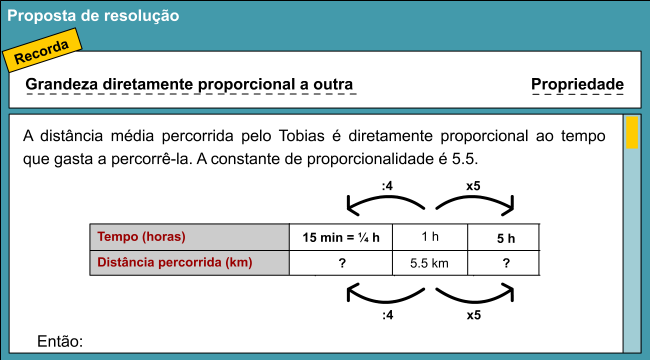 Proposta de resolução
Recorda
Grandeza diretamente proporcional a outra Propriedade
A distância média percorrida pelo Tobias é diretamente proporcional ao tempo
que gasta a percorrê-la. A constante de proporcionalidade é 5.5.
:4 x5
Tempo (horas) 15 min = ¼ h 1 h 5 h
Distância percorrida (km) ? 5.5 km ?
:4 x5
Então: